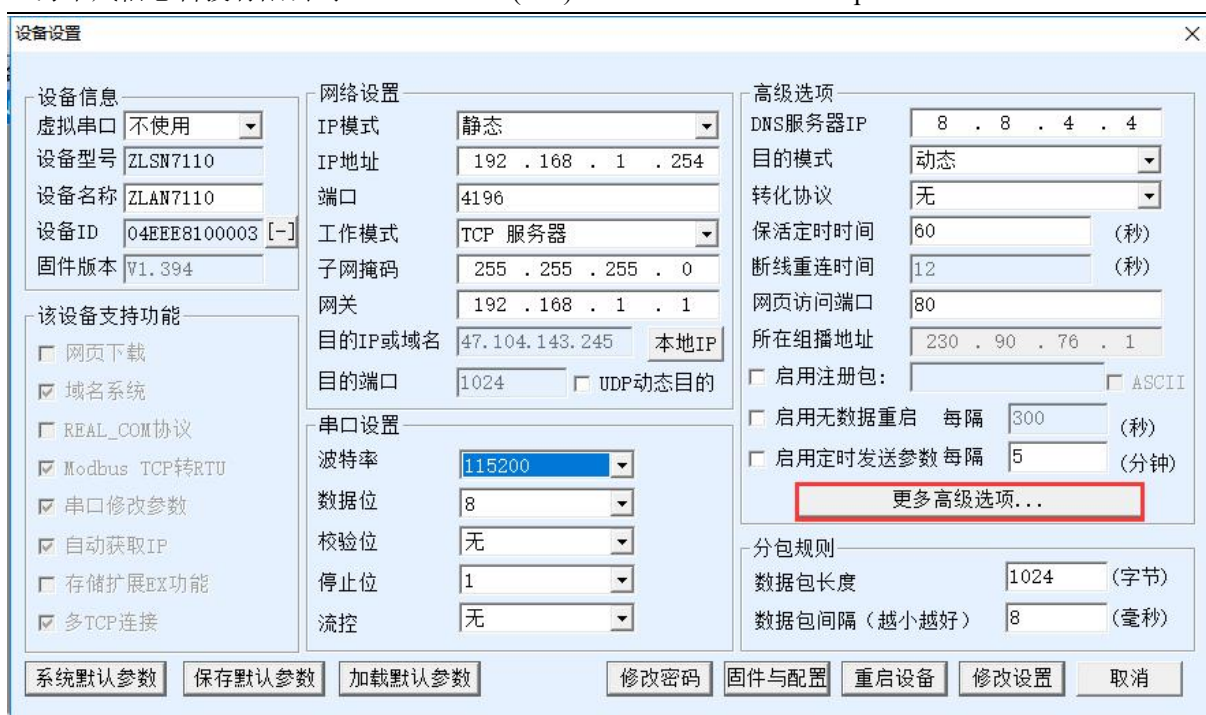 设备设置
设备信息
虚拟串口 不使用
设备型号 ZLSN7110
设备名称 ZLAN7110
设备ID 04EEE8100003 [-]
固件版本 V1.394
该设备支持功能
网页下载
域名系统
REAL_COM协议
Modbus TCP转RTU
串口修改参数
自动获取IP
存储扩展EX功能
多TCP连接
网络设置
IP模式 静态
IP地址 192 . 168 . 1 . 254
端口 4196
工作模式 TCP 服务器
子网掩码 255 . 255 . 255 . 0
网关 192 . 168 . 1 . 1
目的IP或域名 47.104.143.245 本地IP
目的端口 1024 UDP动态目的
串口设置
波特率 115200
数据位 8
校验位 无
停止位 1
流控 无
高级选项
DNS服务器IP 8 . 8 . 4 . 4
目的模式 动态
转化协议 无
保活定时时间 60 (秒)
断线重连时间 12 (秒)
网页访问端口 80
所在组播地址 230 . 90 . 76 . 1
启用注册包: ASCII
启用无数据重启 每隔 300 (秒)
启用定时发送参数 每隔 5 (分钟)
更多高级选项...
分包规则
数据包长度 1024 (字节)
数据包间隔（越小越好） 8 (毫秒)
系统默认参数 保存默认参数 加载默认参数 修改密码 固件与配置 重启设备 修改设置 取消